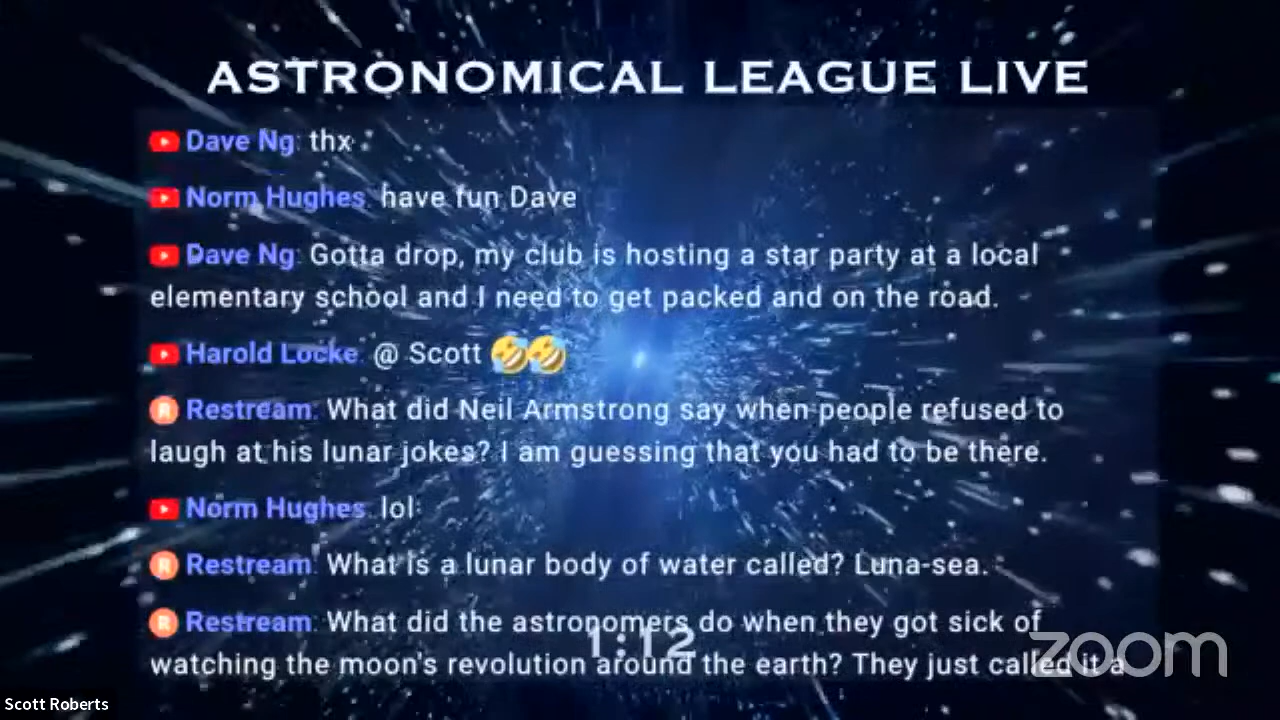 ASTRONOMICAL LEAGUE LIVE
Dave Ng: thx
Norm Hughes: have fun Dave
Dave Ng: Gotta drop, my club is hosting a star party at a local
elementary school and I need to get packed and on the road.
Harold Locke: @ Scott 🤣🤣
R Restream: What did Neil Armstrong say when people refused to
laugh at his lunar jokes? I am guessing that you had to be there.
Norm Hughes: lol
R Restream: What is a lunar body of water called? Luna-sea.
R Restream: What did the astronomers do when they got sick of
watching the moon's revolution around the earth? They just called it a
1:12
zoom
Scott Roberts